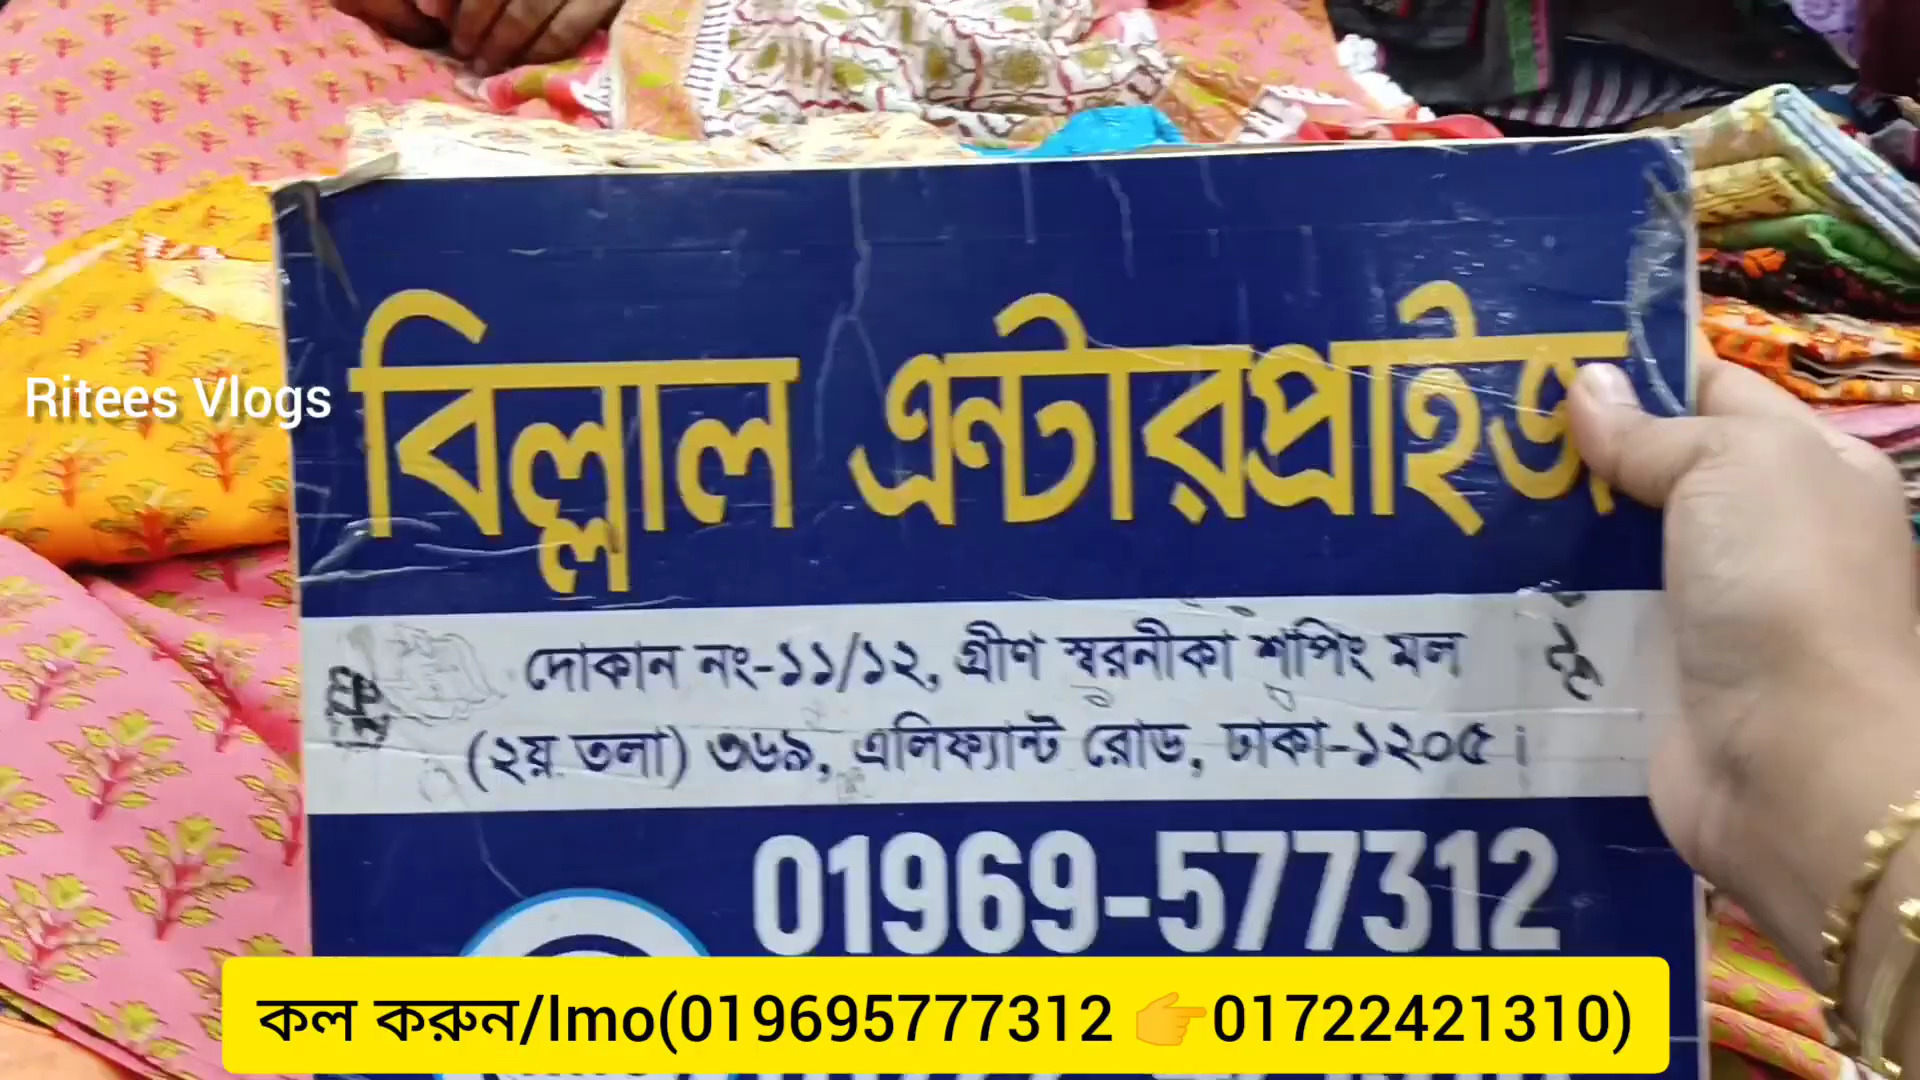 বিল্লাল এন্টারপ্রাইজ
Ritees Vlogs
দোকান নং-১১/১২, গ্রীণ স্বরনীকা শপিং মল
(২য় তলা) ৩৬৯, এলিফ্যান্ট রোড, ঢাকা-১২০৫।
01969-577312
কল করুন/Imo(019695777312 👉01722421310)